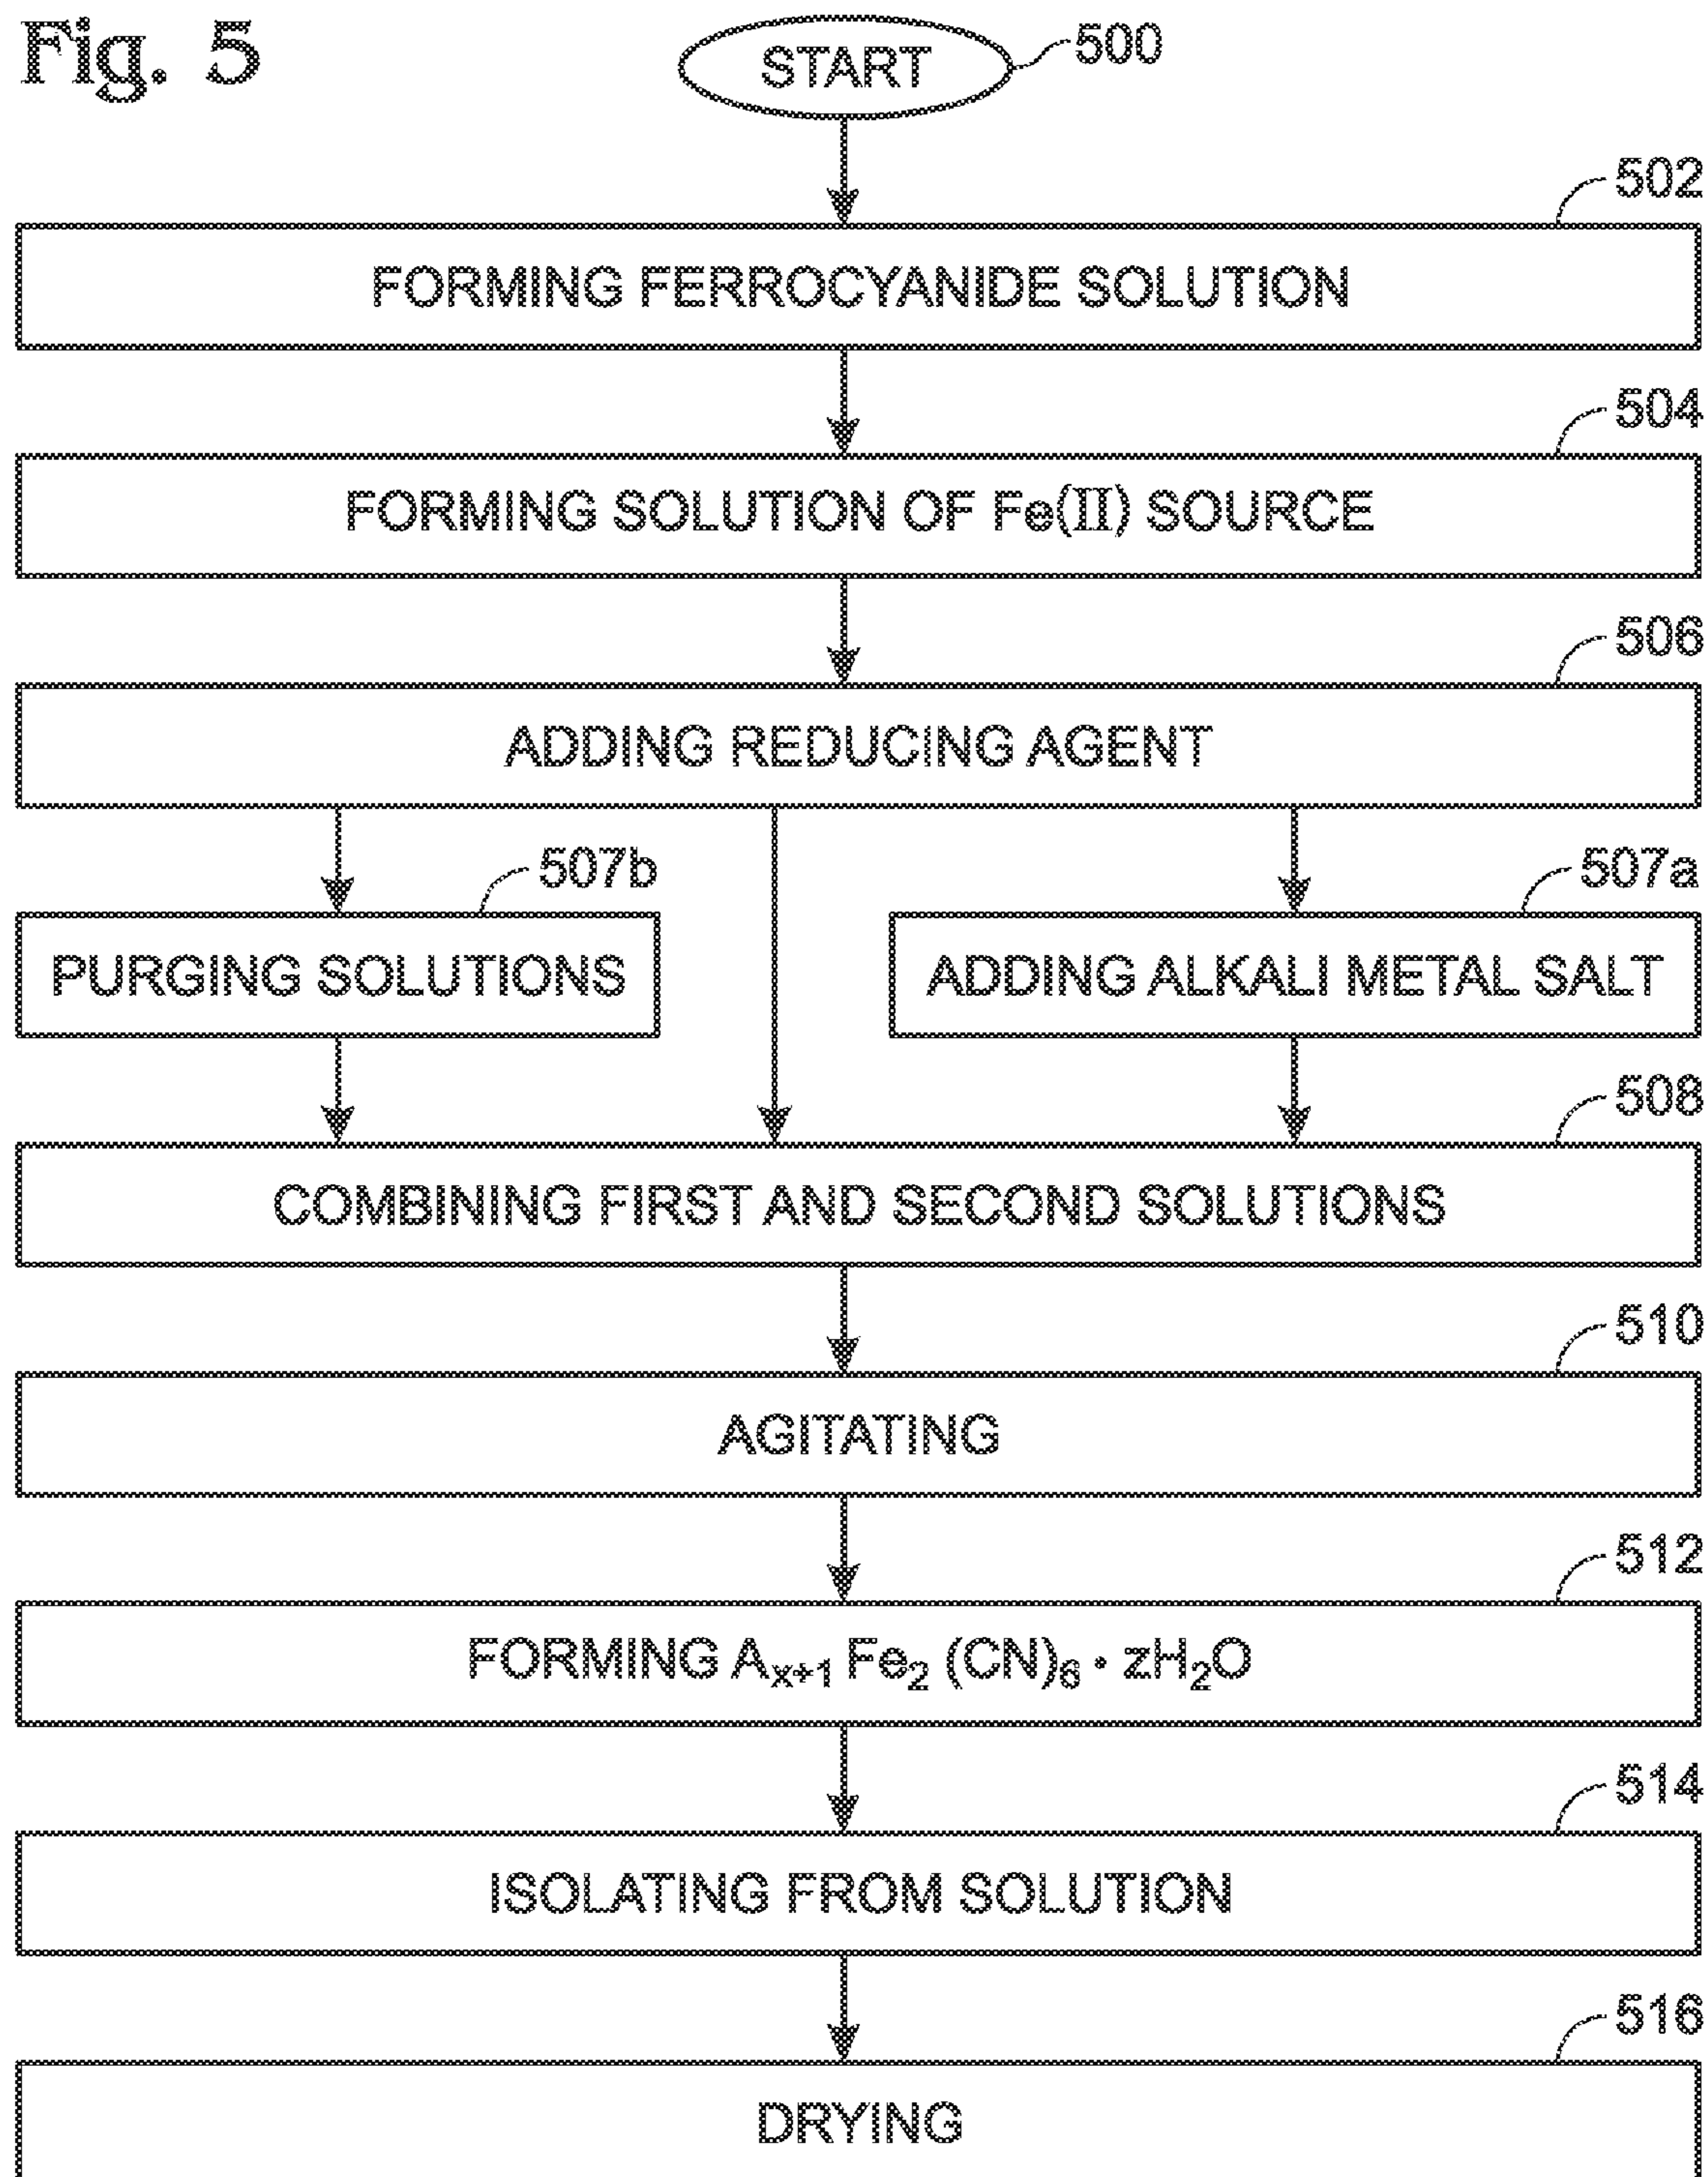 Fig. 5
START
500
502
FORMING FERROCYANIDE SOLUTION
504
FORMING SOLUTION OF Fe(II) SOURCE
506
ADDING REDUCING AGENT
507b
507a
PURGING SOLUTIONS
ADDING ALKALI METAL SALT
508
COMBINING FIRST AND SECOND SOLUTIONS
510
AGITATING
512
FORMING Aₓ₊₁ Fe₂ (CN)₆ • zH₂O
514
ISOLATING FROM SOLUTION
516
DRYING